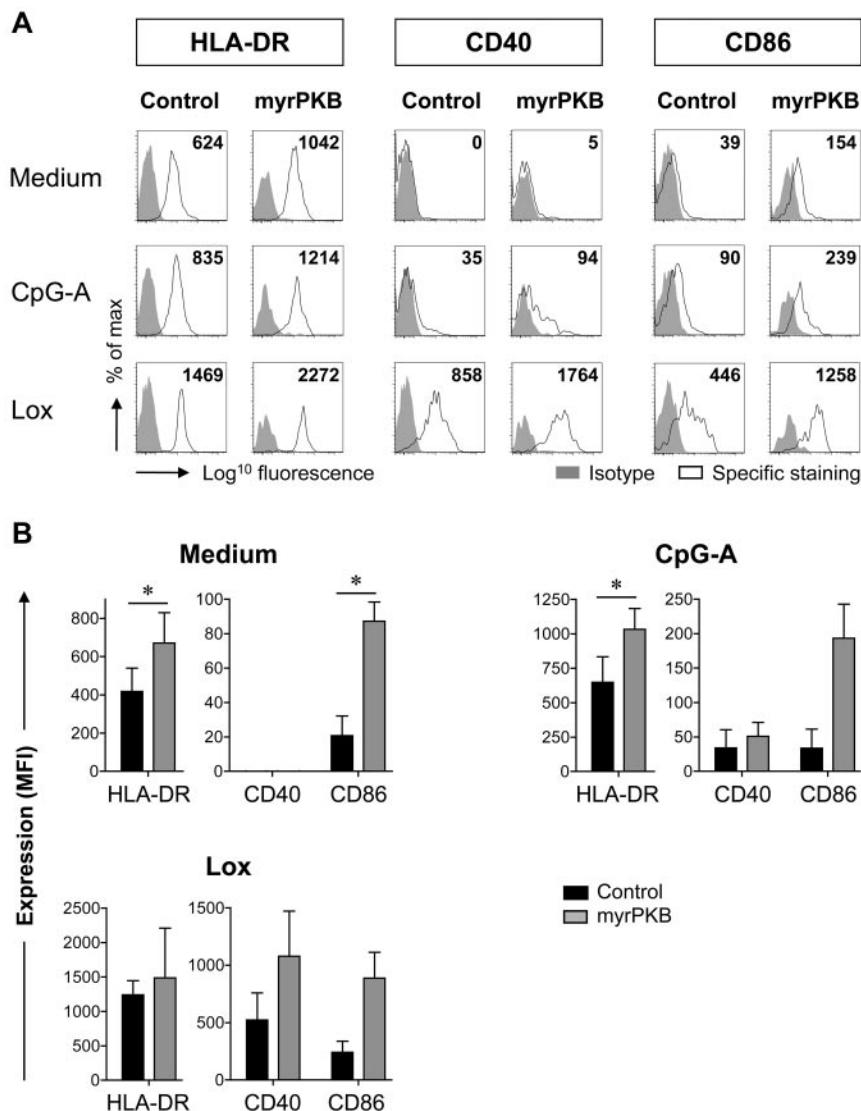 A
HLA-DR CD40 CD86
Control myrPKB Control myrPKB Control myrPKB
Medium 624 1042 0 5 39 154
CpG-A 835 1214 35 94 90 239
Lox 1469 2272 858 1764 446 1258
% of max
Log10 fluorescence Isotype Specific staining
B
Expression (MFI)
Medium
* *
800 600 400 200 0
100 80 60 40 20 0
HLA-DR CD40 CD86
CpG-A
*
1250 1000 750 500 250 0
250 200 150 100 50 0
HLA-DR CD40 CD86
Lox
2500 2000 1500 1000 500 0
1500 1000 500 0
HLA-DR CD40 CD86
Control
myrPKB